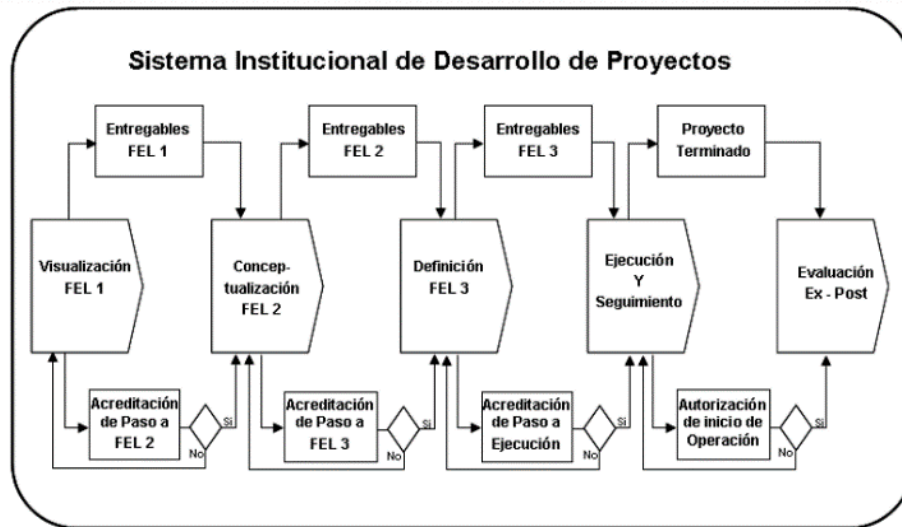 Sistema Institucional de Desarrollo de Proyectos
Entregables
FEL 1
Entregables
FEL 2
Entregables
FEL 3
Proyecto
Terminado
Visualización
FEL 1
Concep-
tualización
FEL 2
Definición
FEL 3
Ejecución
Y
Seguimiento
Evaluación
Ex - Post
Acreditación
de Paso a
FEL 2
Si
No
Acreditación
de Paso a
FEL 3
Si
No
Acreditación
de Paso a
Ejecución
Si
No
Autorización
de inicio de
Operación
Si
No